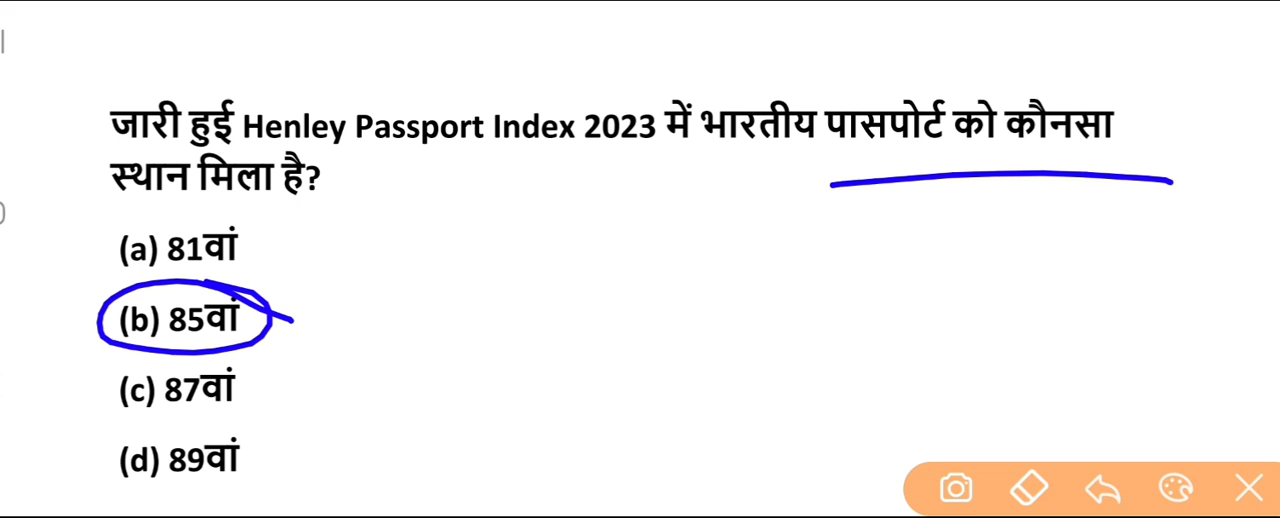 जारी हुई Henley Passport Index 2023 में भारतीय पासपोर्ट को कौनसा
स्थान मिला है?
(a) 81वां
(b) 85वां
(c) 87वां
(d) 89वां